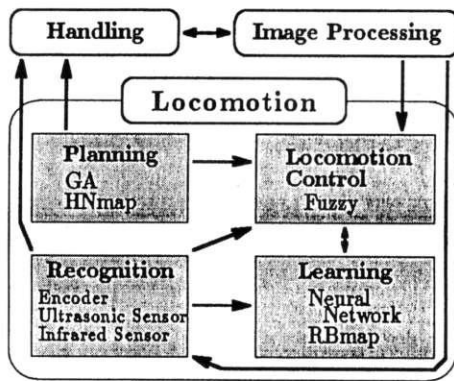 Handling
Image Processing
Locomotion
Planning
GA
HNmap
Locomotion
Control
Fuzzy
Recognition
Encoder
Ultrasonic Sensor
Infrared Sensor
Learning
Neural
Network
RBmap